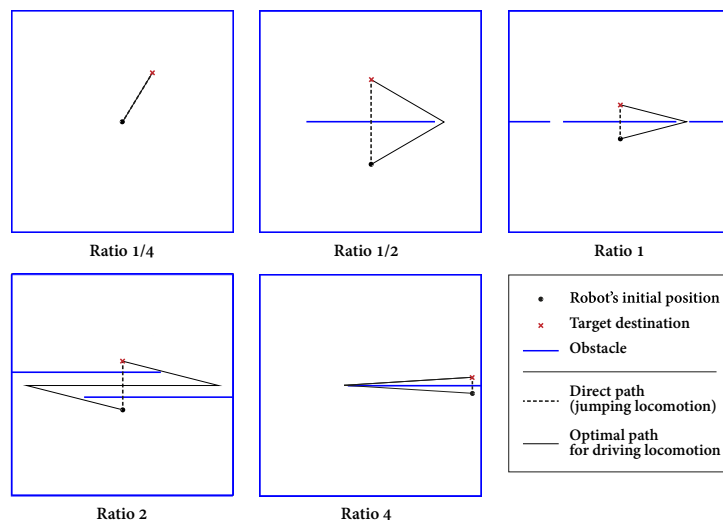 Ratio 1/4
Ratio 1/2
Ratio 1
Ratio 2
Ratio 4
Robot's initial position
Target destination
Obstacle
Direct path
(jumping locomotion)
Optimal path
for driving locomotion